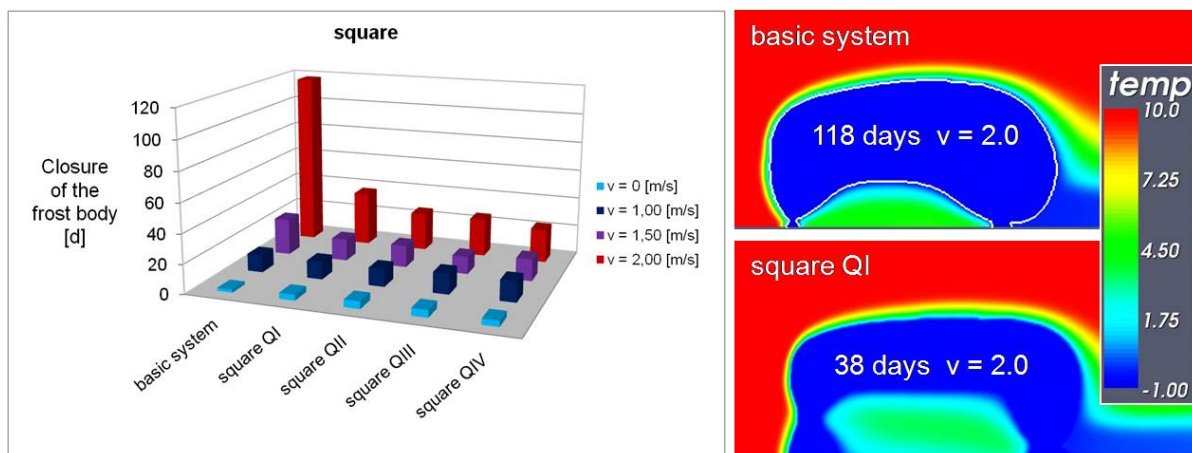 square
120
100
80
60
40
20
0
Closure
of the
frost body
[d]
basic system
square QI
square QII
square QIII
square QIV
v = 0 [m/s]
v = 1,00 [m/s]
v = 1,50 [m/s]
v = 2,00 [m/s]
basic system
118 days v = 2.0
square QI
38 days v = 2.0
temp
10.0
7.25
4.50
1.75
-1.00